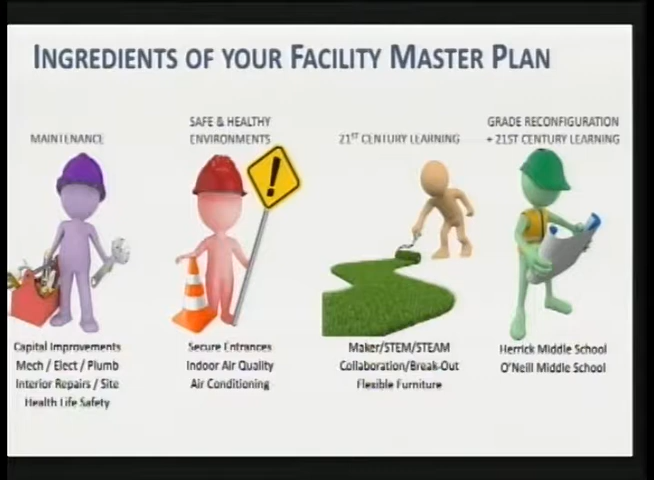 INGREDIENTS OF YOUR FACILITY MASTER PLAN
MAINTENANCE
SAFE & HEALTHY
ENVIRONMENTS
21ST CENTURY LEARNING
GRADE RECONFIGURATION
+ 21ST CENTURY LEARNING
!
Capital Improvements
Mech / Elect / Plumb
Interior Repairs / Site
Health Life Safety
Secure Entrances
Indoor Air Quality
Air Conditioning
Maker/STEM/STEAM
Collaboration/Break-Out
Flexible Furniture
Herrick Middle School
O'Neill Middle School